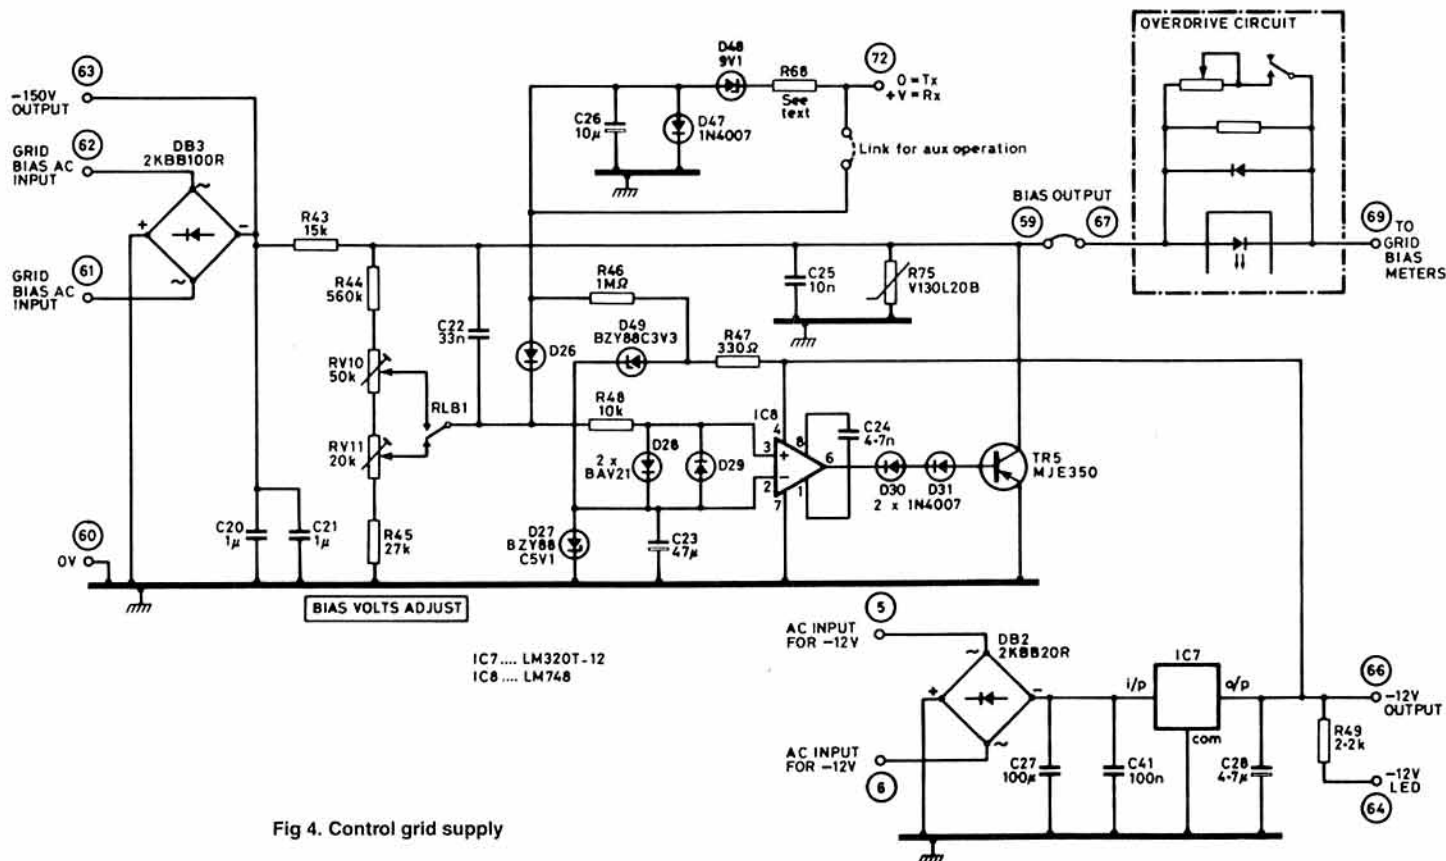 OVERDRIVE CIRCUIT
63
-150V
OUTPUT
62
GRID
BIAS AC
INPUT
DB3
2KBB100R
~
+
-
~
61
GRID
BIAS AC
INPUT
60
0V
R43
15k
R44
560k
RV10
50k
RV11
20k
R45
27k
C20
1μ
C21
1μ
RLB1
C22
33n
C26
10μ
D47
1N4007
D48
9V1
R68
See
text
72
0 = Tx
+V = Rx
Link for aux operation
R46
1MΩ
D26
D49
BZY88C3V3
R47
330Ω
R48
10k
D28
2 x
BAV21
D29
D27
BZY88
C5V1
C23
47μ
C25
10n
R75
V130L20B
IC8
4
3
+
-
2
7
8
1
6
C24
4·7n
D30
D31
2 x 1N4007
TR5
MJE350
BIAS OUTPUT
59
67
69
TO
GRID
BIAS
METERS
BIAS VOLTS ADJUST
IC7.... LM320T-12
IC8 .... LM748
5
AC INPUT
FOR -12V
DB2
2KBB20R
~
+
-
~
AC INPUT
FOR -12V
6
C27
100μ
C41
100n
IC7
i/p
o/p
com
C28
4·7μ
66
-12V
OUTPUT
R49
2·2k
-12V
LED
64
Fig 4. Control grid supply